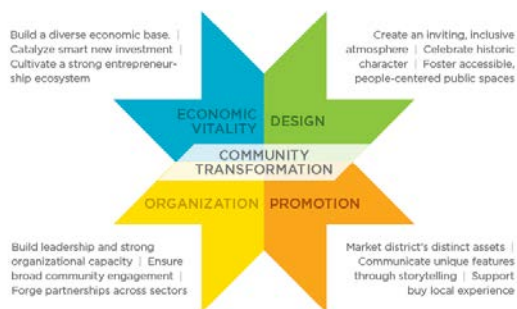 Build a diverse economic base. |
Catalyze smart new investment |
Cultivate a strong entrepreneur-
ship ecosystem
Create an inviting, inclusive
atmosphere | Celebrate historic
character | Foster accessible,
people-centered public spaces
ECONOMIC
VITALITY
DESIGN
COMMUNITY
TRANSFORMATION
ORGANIZATION
PROMOTION
Build leadership and strong
organizational capacity | Ensure
broad community engagement |
Forge partnerships across sectors
Market district's distinct assets |
Communicate unique features
through storytelling | Support
buy local experience